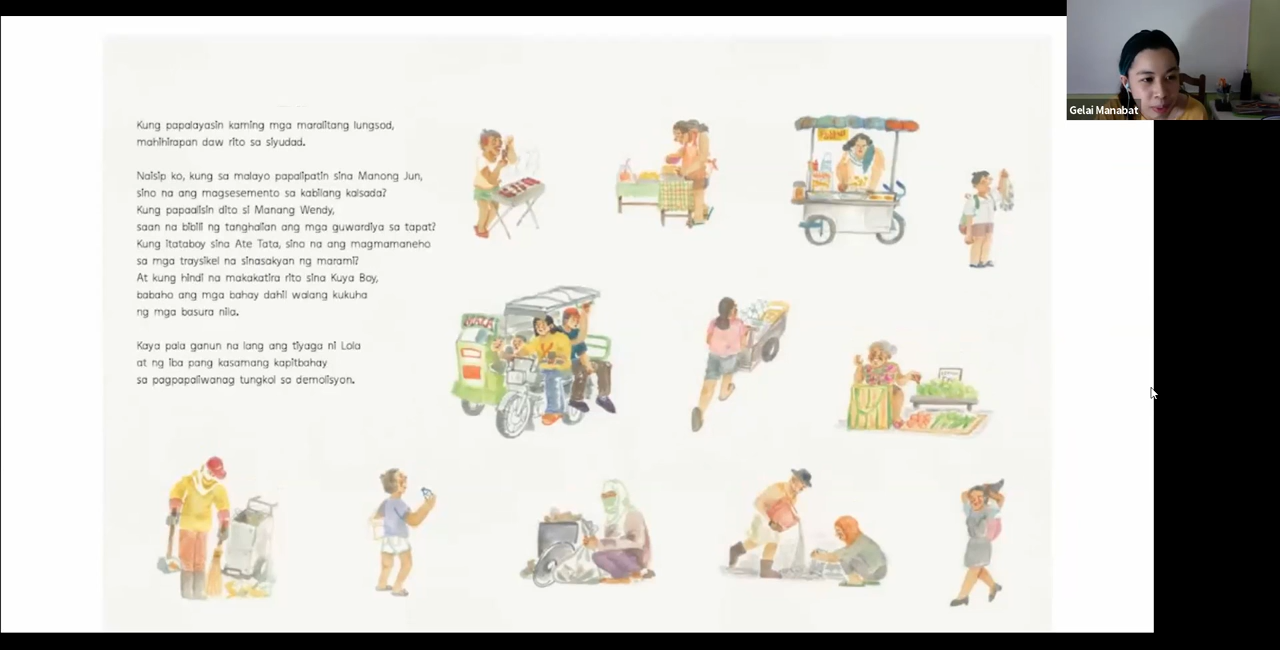 Kung papalayasin kaming mga maralitang lungsod,
mahihirapan daw rito sa siyudad.
Naisip ko, kung sa malayo papalipatin sina Manong Jun,
sino na ang magsesemento sa kabilang kalsada?
Kung papaalisin dito si Manang Wendy,
saan na bibili ng tanghalian ang mga guwardiya sa tapat?
Kung itataboy sina Ate Tata, sino na ang magmamaneho
sa mga traysikel na sinasakyan ng marami?
At kung hindi na makakatira rito sina Kuya Boy,
babaho ang mga bahay dahil walang kukuha
ng mga basura nila.
Kaya pala ganun na lang ang tiyaga ni Lola
at ng iba pang kasamang kapitbahay
sa pagpapaliwanag tungkol sa demolisyon.
Gelai Manabat